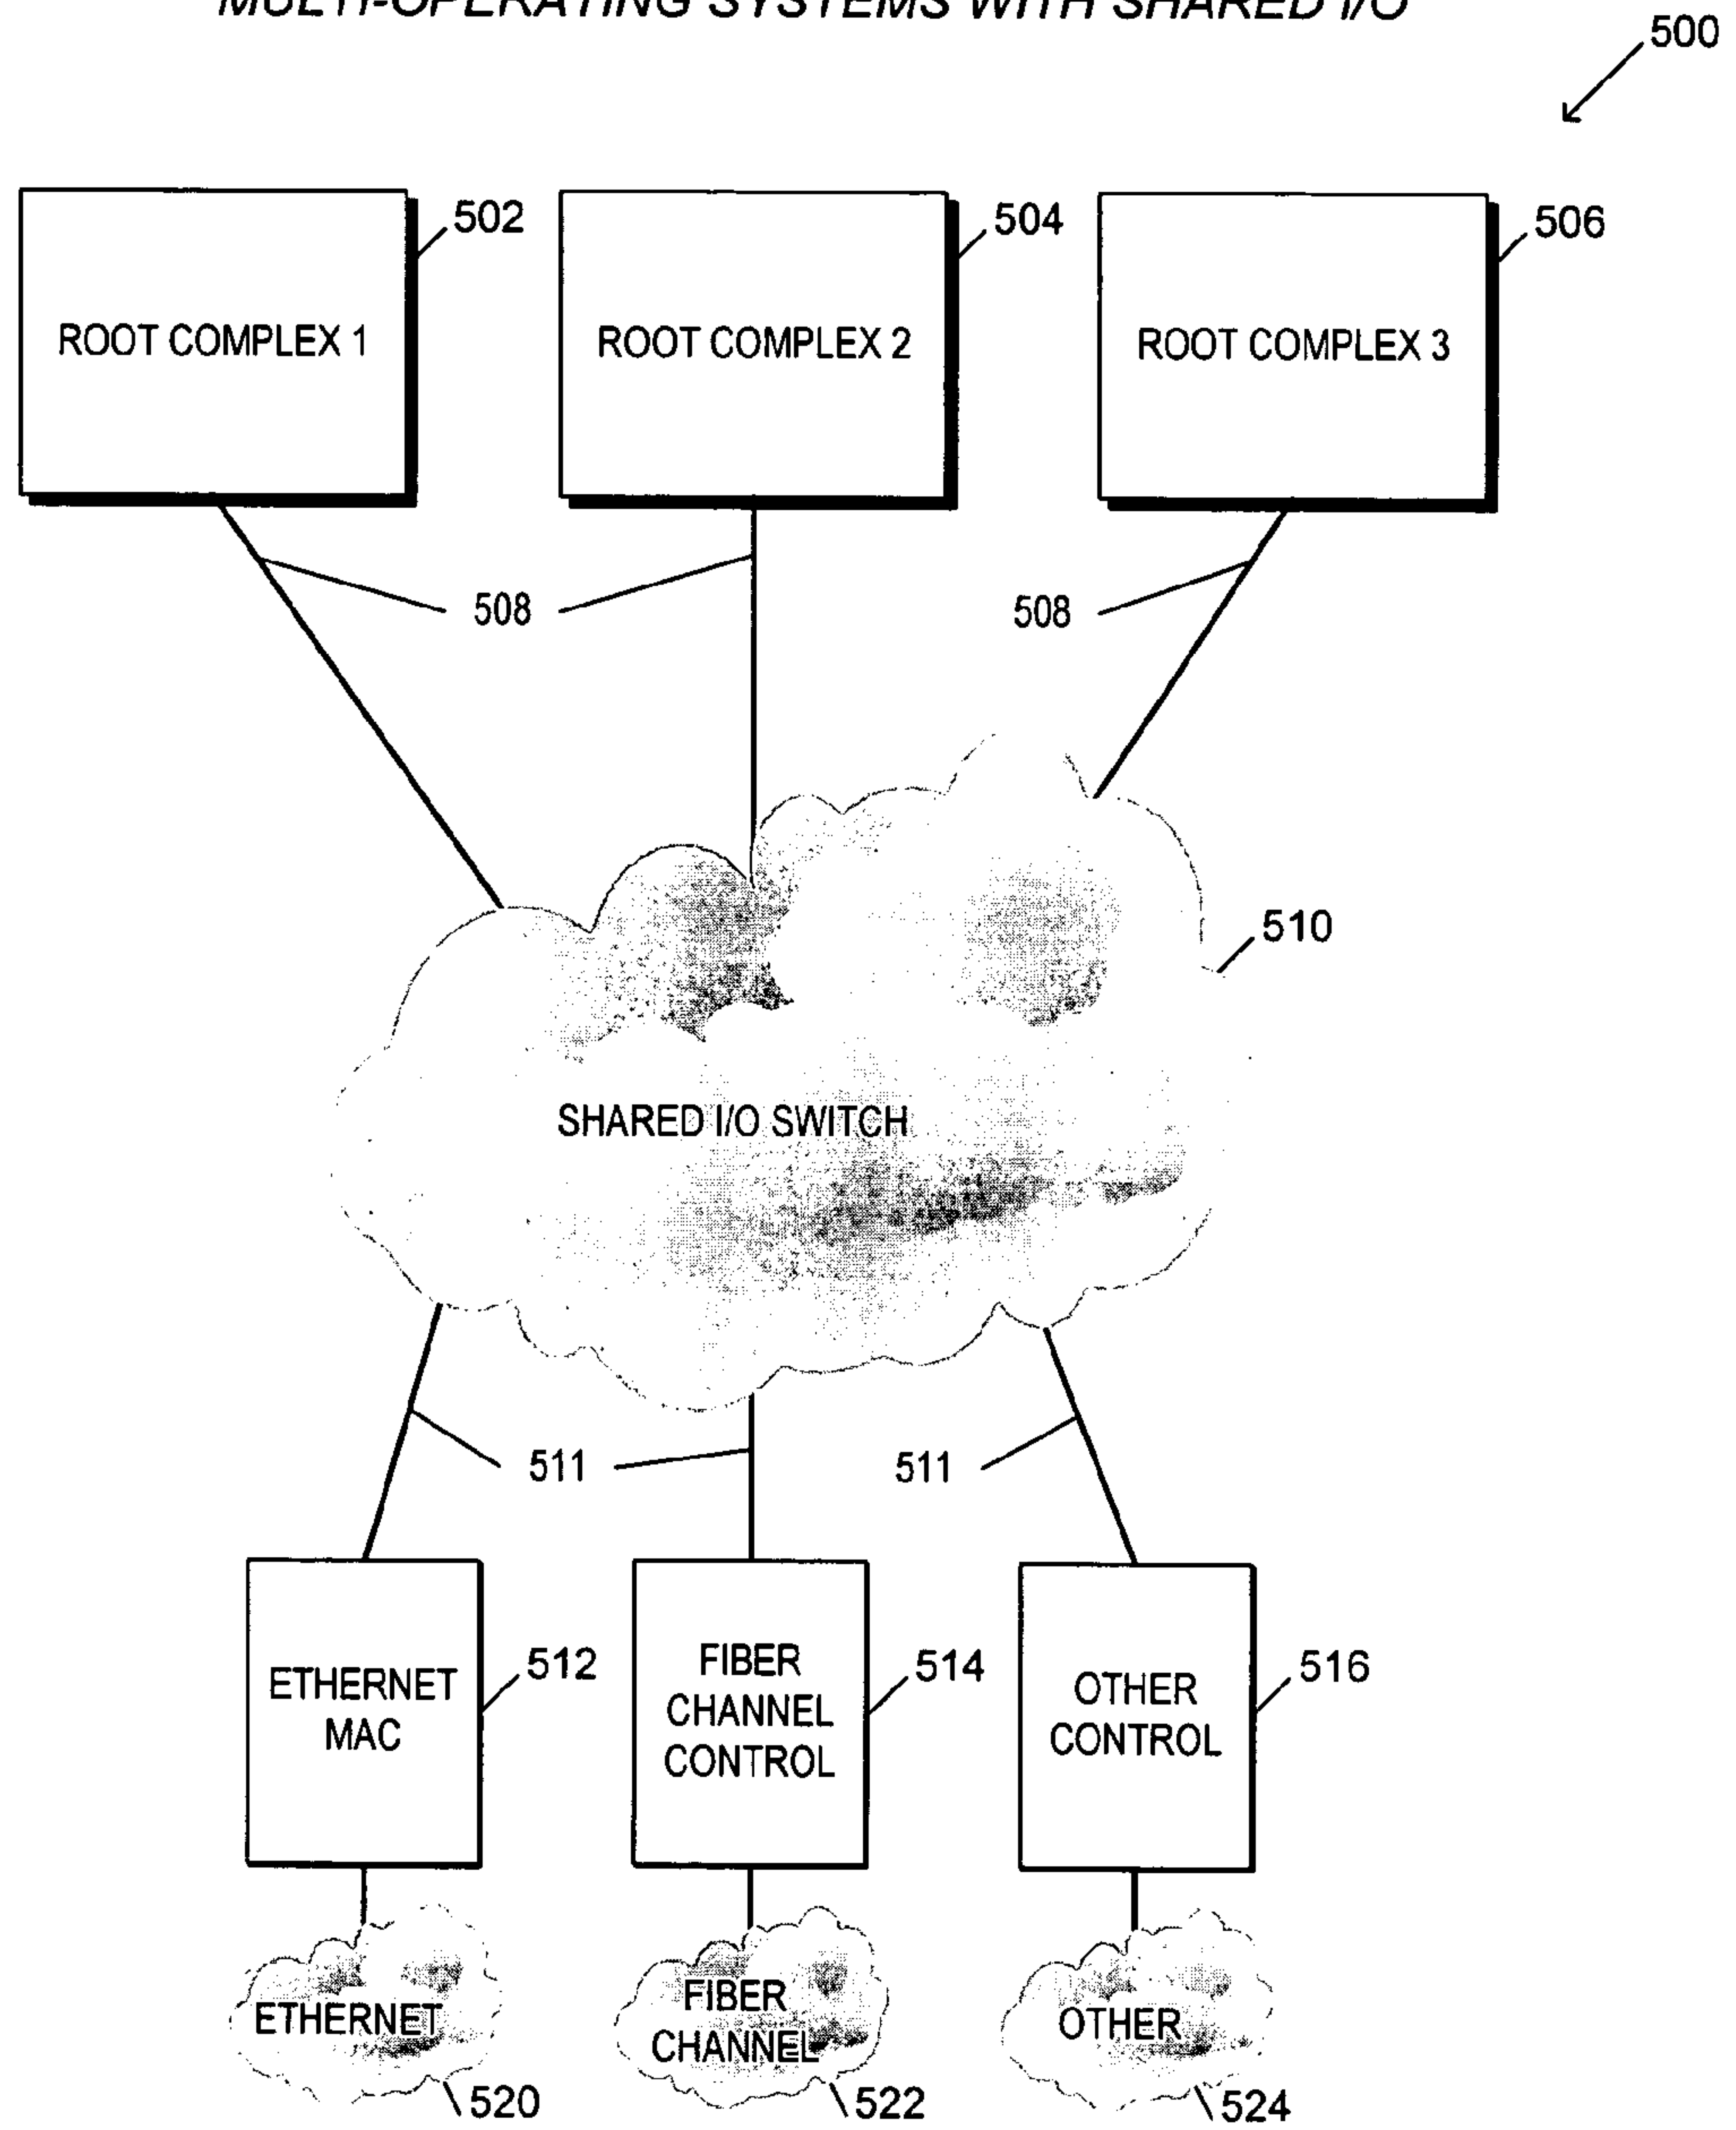 MULTI-OPERATING SYSTEMS WITH SHARED I/O
500
502
504
506
ROOT COMPLEX 1
ROOT COMPLEX 2
ROOT COMPLEX 3
508
508
510
SHARED I/O SWITCH
511
511
512
514
516
ETHERNET
MAC
FIBER
CHANNEL
CONTROL
OTHER
CONTROL
ETHERNET
FIBER
CHANNEL
OTHER
520
522
524